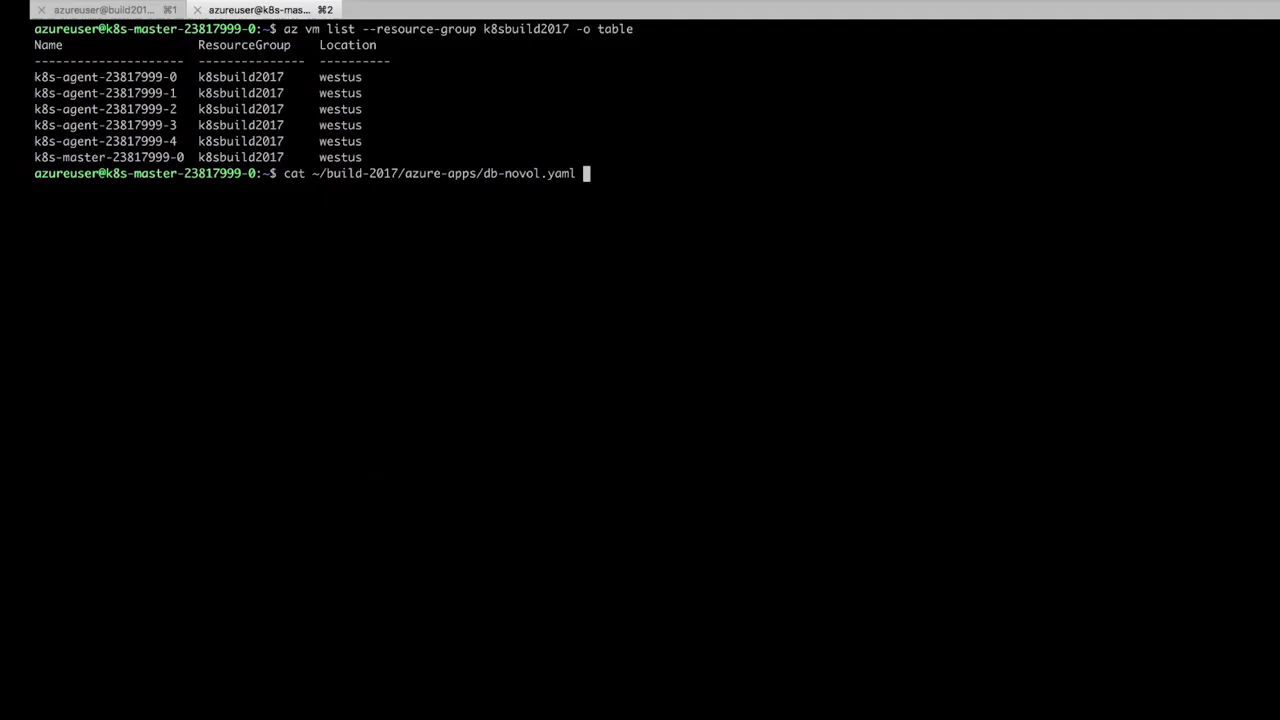 azureuser@build201... ⌘1 azureuser@k8s-mas... ⌘2
azureuser@k8s-master-23817999-0:~$ az vm list --resource-group k8sbuild2017 -o table
Name ResourceGroup Location
--------------------- --------------- ----------
k8s-agent-23817999-0 k8sbuild2017 westus
k8s-agent-23817999-1 k8sbuild2017 westus
k8s-agent-23817999-2 k8sbuild2017 westus
k8s-agent-23817999-3 k8sbuild2017 westus
k8s-agent-23817999-4 k8sbuild2017 westus
k8s-master-23817999-0 k8sbuild2017 westus
azureuser@k8s-master-23817999-0:~$ cat ~/build-2017/azure-apps/db-novol.yaml